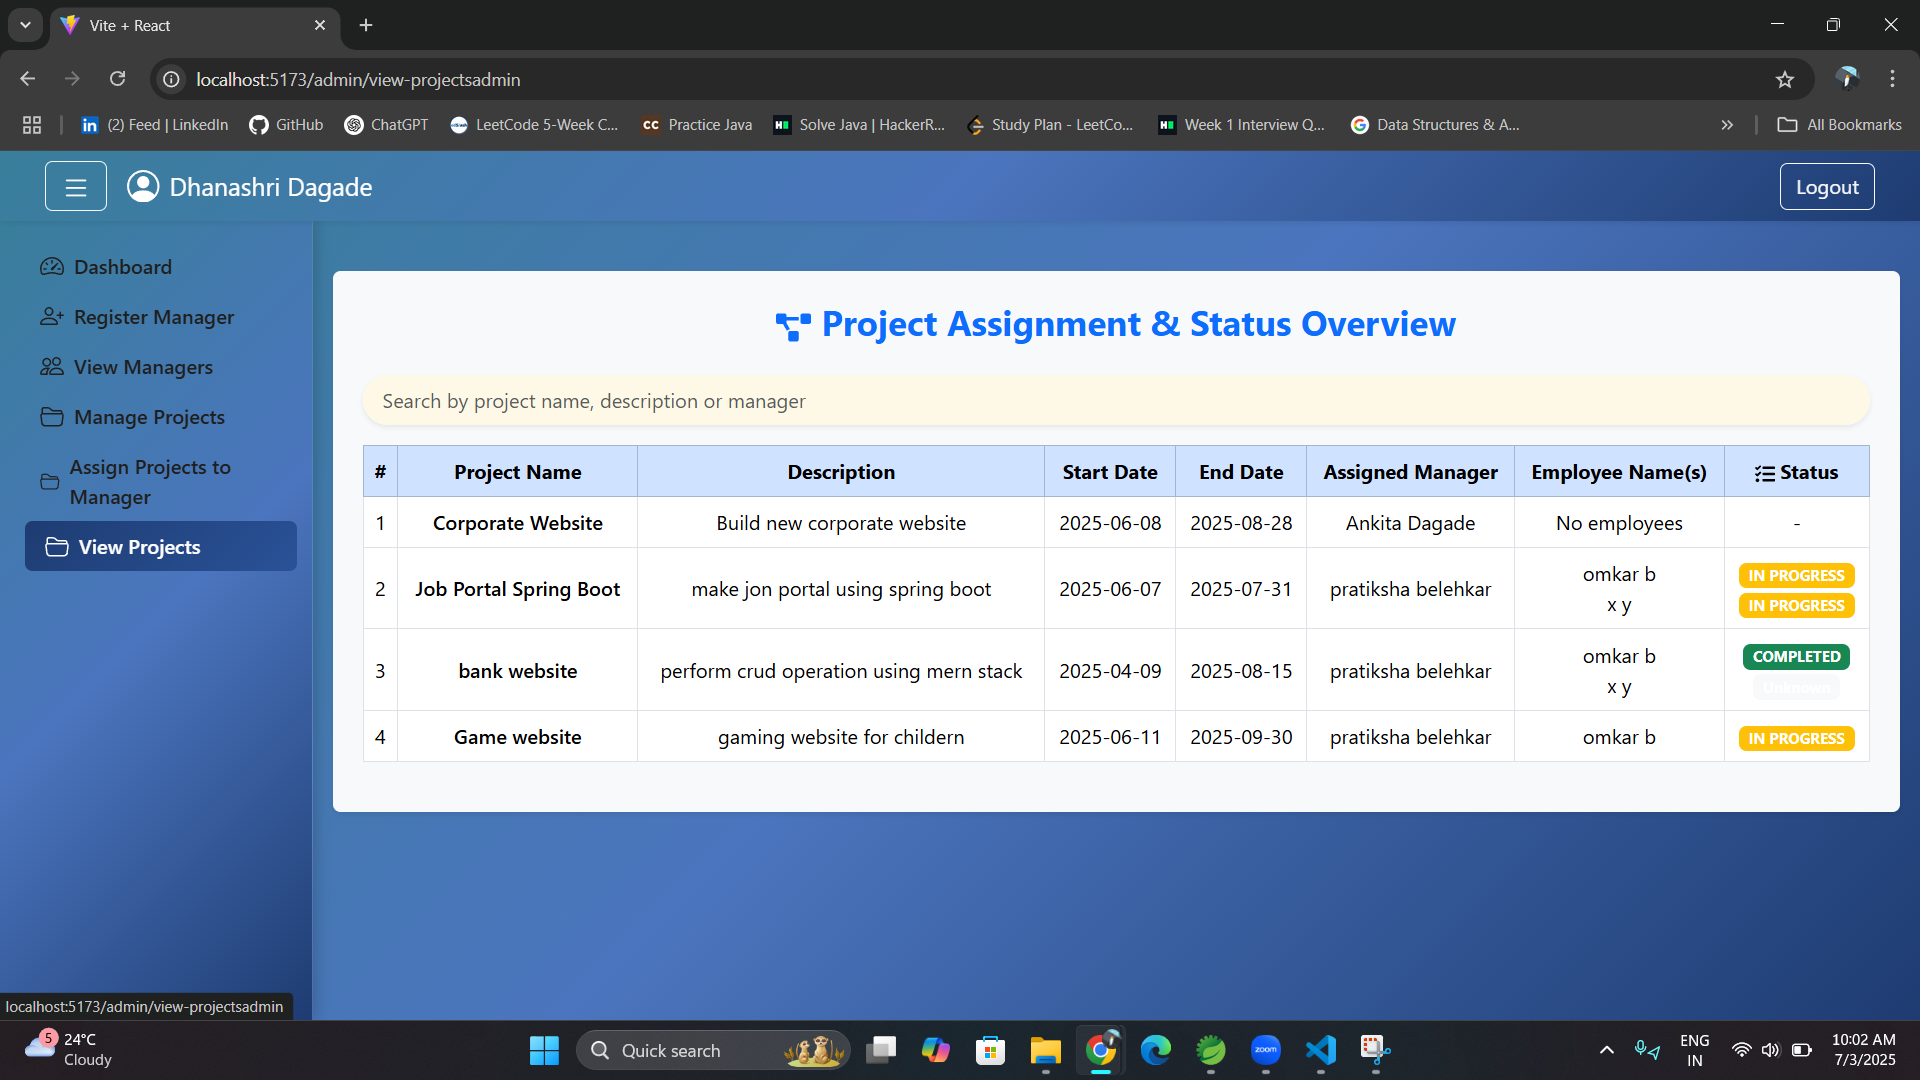 Vite + React
localhost:5173/admin/view-projectsadmin
(2) Feed | LinkedIn
GitHub
ChatGPT
LeetCode 5-Week C...
CC Practice Java
Solve Java | HackerR...
Study Plan - LeetCo...
Week 1 Interview Q...
Data Structures & A...
All Bookmarks
Dhanashri Dagade
Logout
Dashboard
Register Manager
View Managers
Manage Projects
Assign Projects to
Manager
View Projects
Project Assignment & Status Overview
Search by project name, description or manager
# Project Name Description Start Date End Date Assigned Manager Employee Name(s) Status
1 Corporate Website Build new corporate website 2025-06-08 2025-08-28 Ankita Dagade No employees -
2 Job Portal Spring Boot make jon portal using spring boot 2025-06-07 2025-07-31 pratiksha belehkar omkar b IN PROGRESS
x y IN PROGRESS
3 bank website perform crud operation using mern stack 2025-04-09 2025-08-15 pratiksha belehkar omkar b COMPLETED
x y Unknown
4 Game website gaming website for childern 2025-06-11 2025-09-30 pratiksha belehkar omkar b IN PROGRESS
localhost:5173/admin/view-projectsadmin
5
24°C
Cloudy
Quick search
zoom
ENG
IN
10:02 AM
7/3/2025